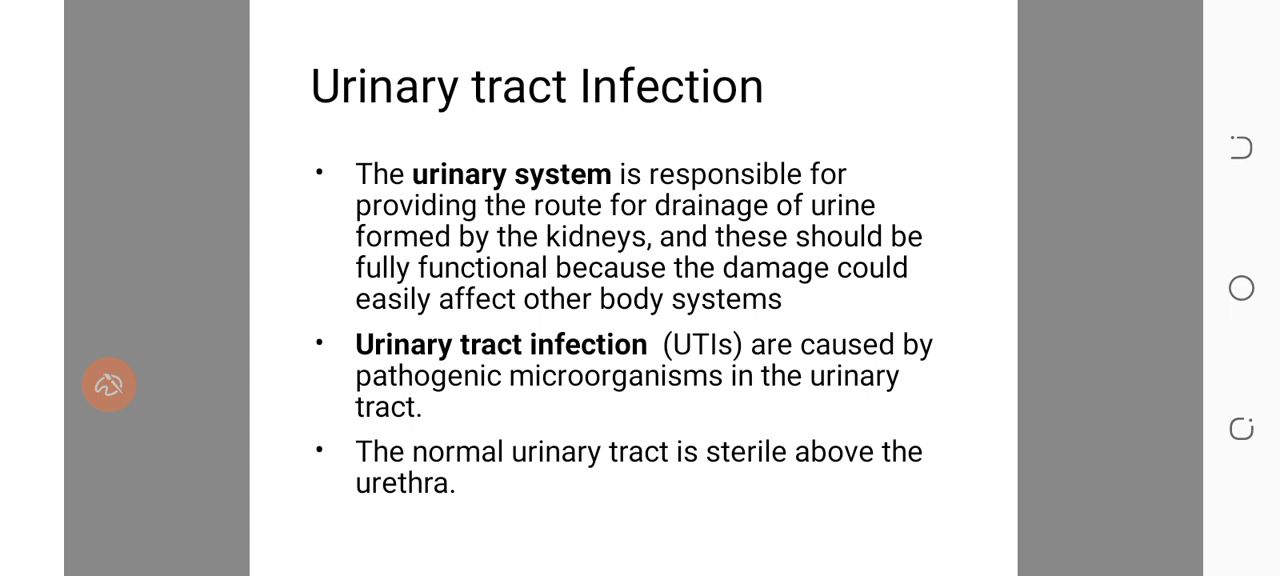 Urinary tract Infection
• The urinary system is responsible for
providing the route for drainage of urine
formed by the kidneys, and these should be
fully functional because the damage could
easily affect other body systems
• Urinary tract infection (UTIs) are caused by
pathogenic microorganisms in the urinary
tract.
• The normal urinary tract is sterile above the
urethra.